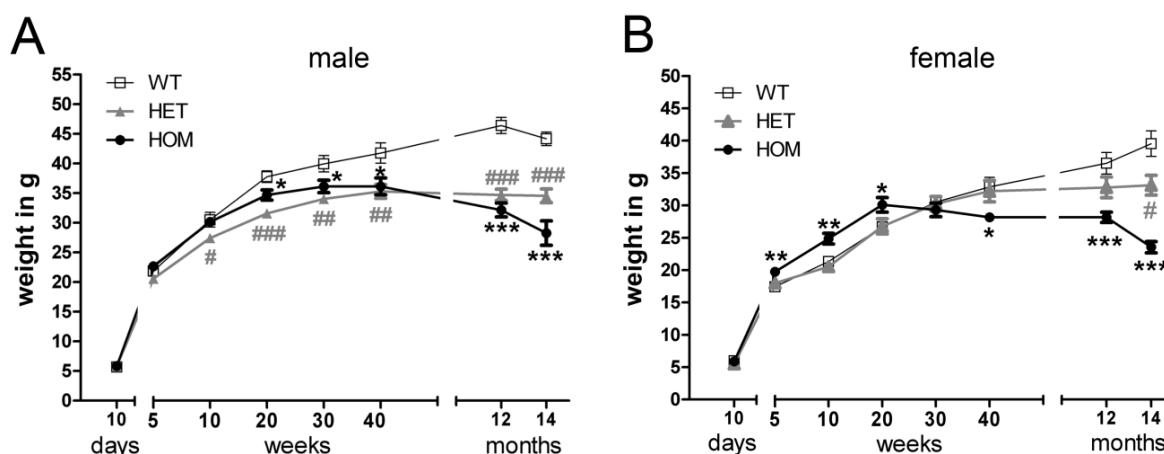 A
male
WT
HET
HOM
weight in g
55
50
45
40
35
30
25
20
15
10
5
0
* * *
# ### ## ## ### ###
*** ***
10 5 10 20 30 40 12 14
days weeks months
B
female
WT
HET
HOM
weight in g
50
45
40
35
30
25
20
15
10
5
0
** ** * * *** ***
#
10 5 10 20 30 40 12 14
days weeks months